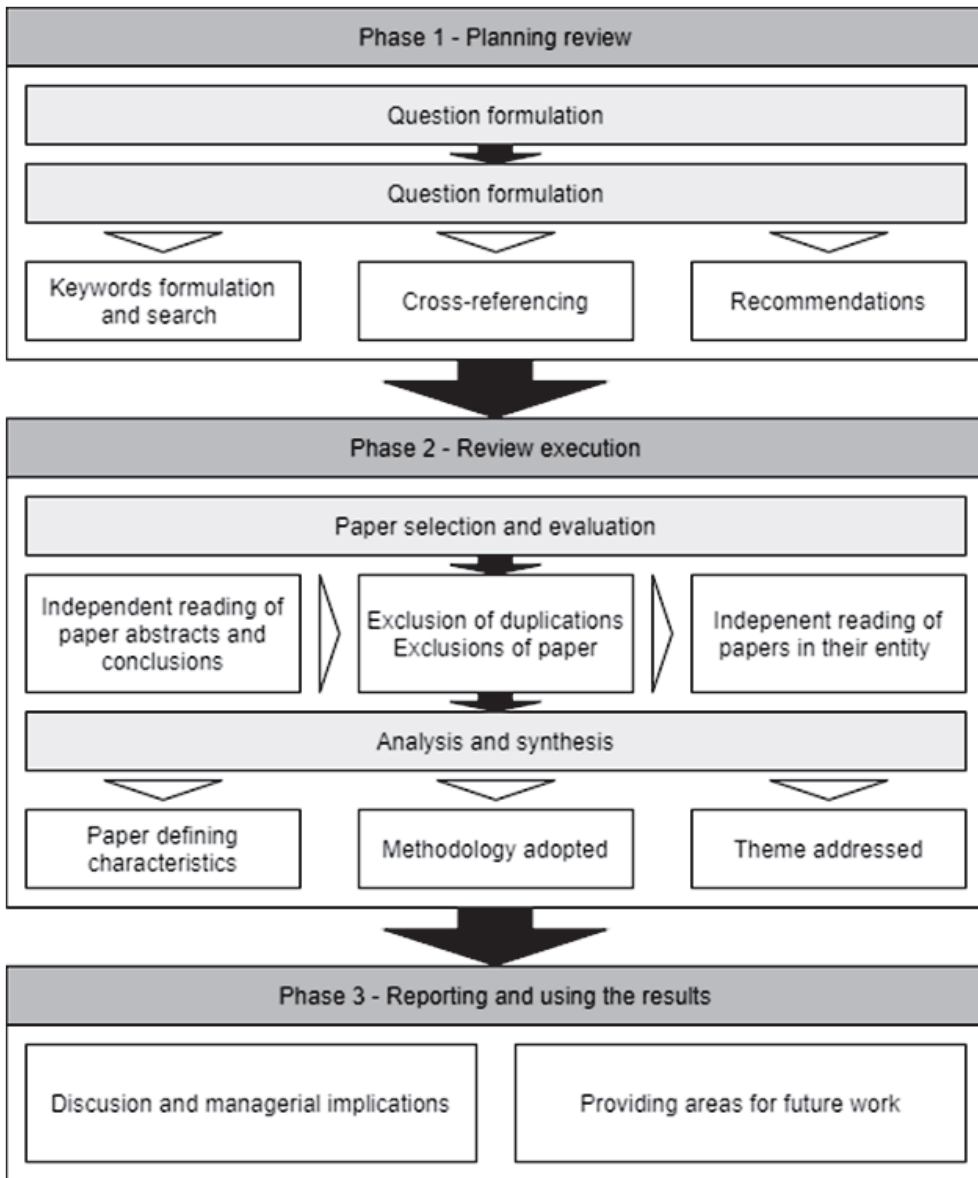 Phase 1 - Planning review
Question formulation
Question formulation
Keywords formulation
and search
Cross-referencing
Recommendations
Phase 2 - Review execution
Paper selection and evaluation
Independent reading of
paper abstracts and
conclusions
Exclusion of duplications
Exclusions of paper
Indepenent reading of
papers in their entity
Analysis and synthesis
Paper defining
characteristics
Methodology adopted
Theme addressed
Phase 3 - Reporting and using the results
Discusion and managerial implications
Providing areas for future work